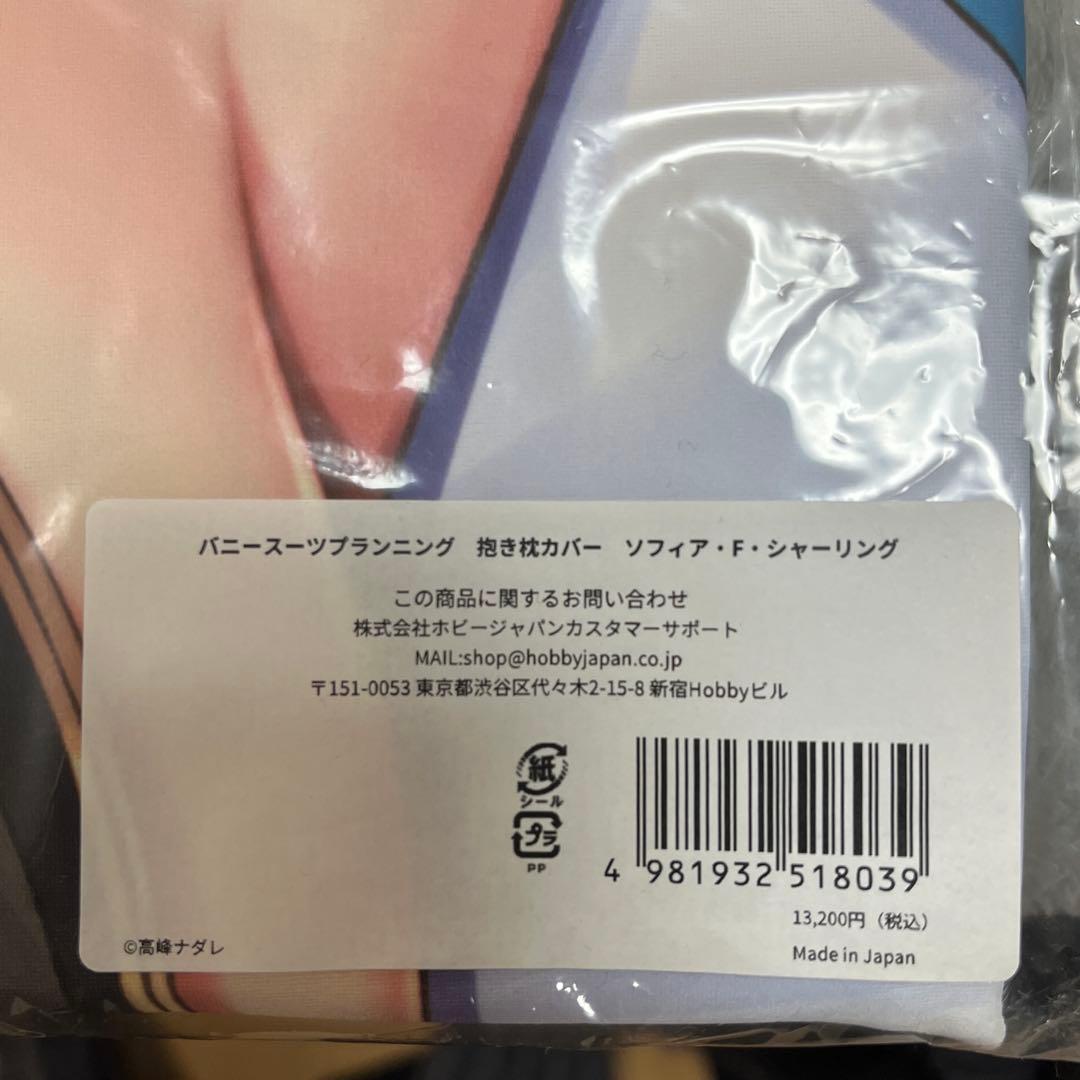 バニースーツプランニング　抱き枕カバー　ソフィア・F・シャーリング
この商品に関するお問い合わせ
株式会社ホビージャパンカスタマーサポート
MAIL:shop@hobbyjapan.co.jp
〒151-0053 東京都渋谷区代々木2-15-8 新宿Hobbyビル
紙
シール
プラ
PP
4 981932 518039
13,200円（税込）
©高峰ナダレ
Made in Japan